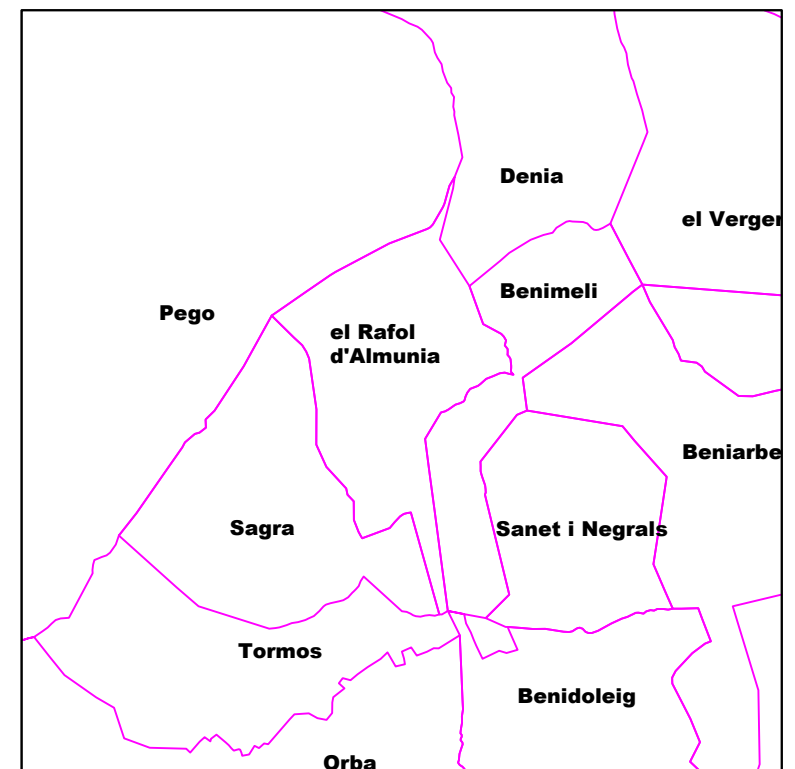 Denia
el Verger
Benimeli
Pego
el Rafol
d'Almunia
Beniarbe
Sagra
Sanet i Negrals
Tormos
Benidoleig
Orba